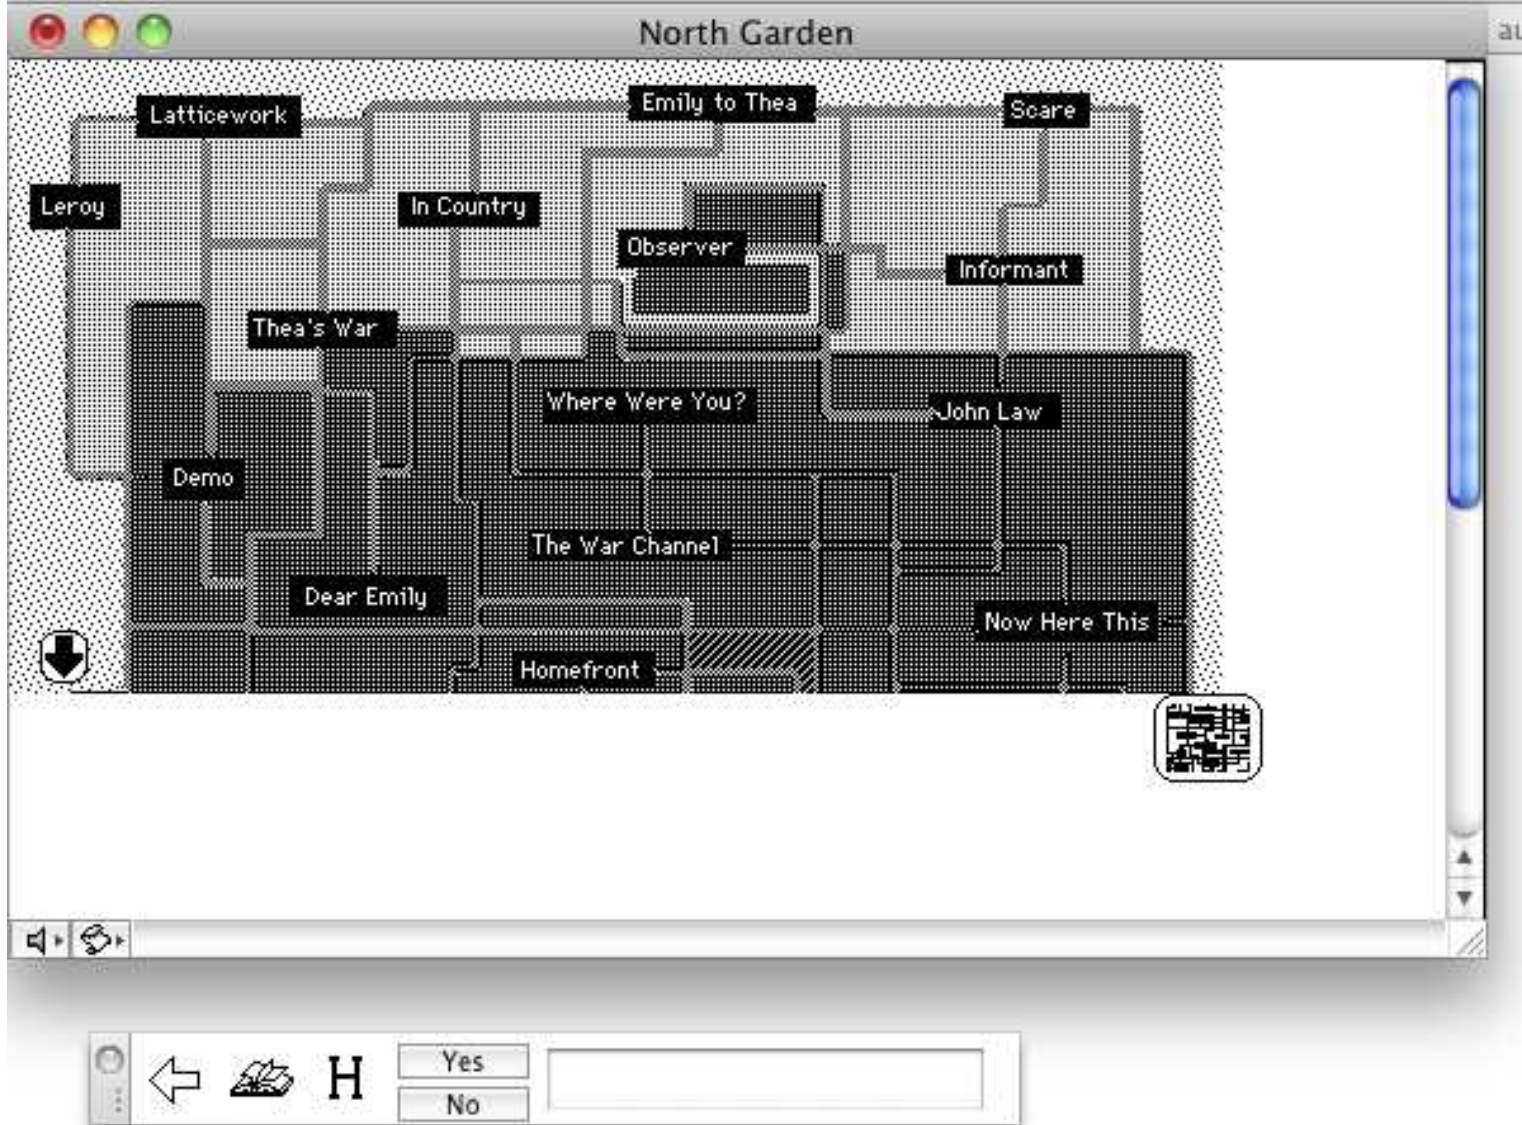 North Garden
au
Emily to Thea
Scare
Latticework
Leroy
In Country
Observer
Informant
Thea's War
Where Were You?
John Law
Demo
The War Channel
Dear Emily
Now Here This
Homefront
H
Yes
No